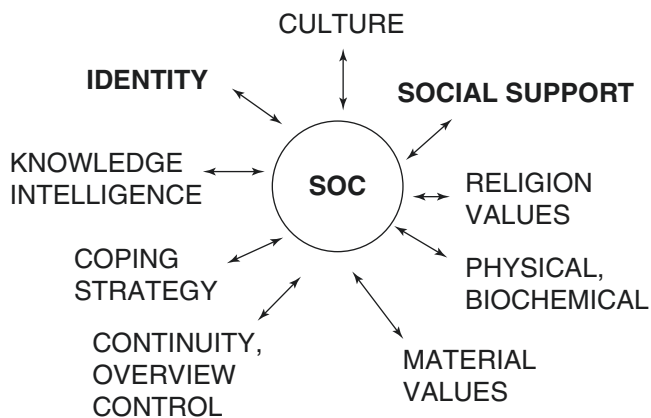 CULTURE
IDENTITY
SOCIAL SUPPORT
KNOWLEDGE
INTELLIGENCE
SOC
RELIGION
VALUES
COPING
STRATEGY
PHYSICAL,
BIOCHEMICAL
CONTINUITY,
OVERVIEW
CONTROL
MATERIAL
VALUES